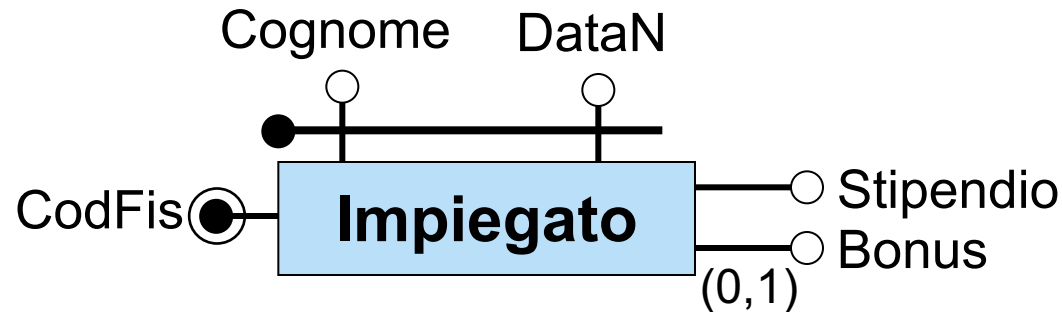 Cognome DataN
CodFis
Impiegato
Stipendio
Bonus
(0,1)